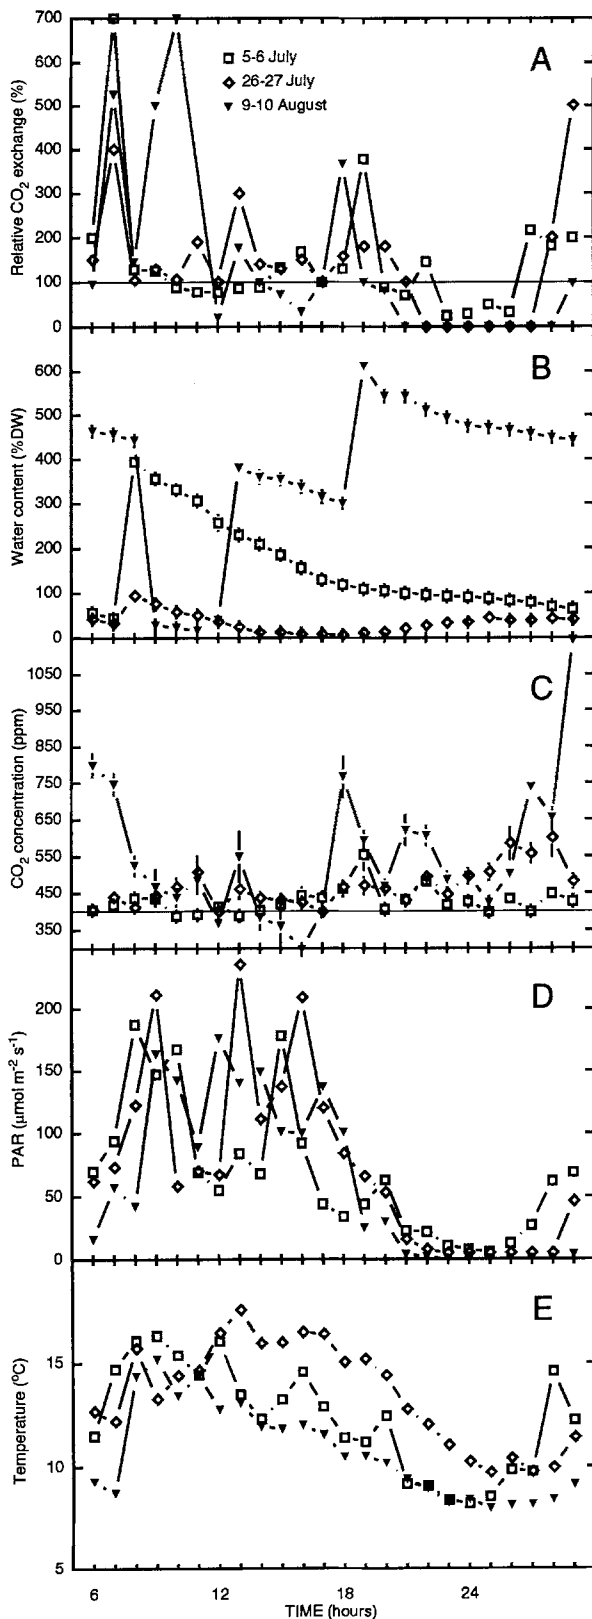 A
5-6 July
26-27 July
9-10 August
Relative CO2 exchange (%)
700
600
500
400
300
200
100
0
B
Water content (%DW)
600
500
400
300
200
100
0
C
CO2 concentration (ppm)
1050
950
850
750
650
550
450
350
D
PAR (µmol m-2 s-1)
200
150
100
50
0
E
Temperature (oC)
15
10
5
6
12
18
24
TIME (hours)